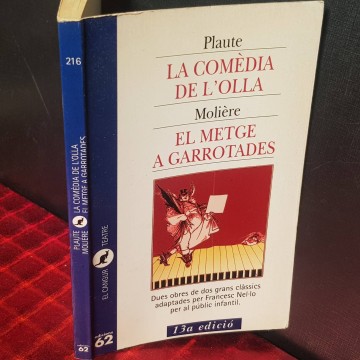 Plaute
LA COMÈDIA
DE L'OLLA
Molière
EL METGE
A GARROTADES
Dues obres de dos grans clàssics
adaptades per Francesc Nel·lo
per al públic infantil.
13a edició
216
PLAUTE LA COMÈDIA DE L'OLLA
MOLIÈRE EL METGE A GARROTADES
EL CANGUR TEATRE
62
62